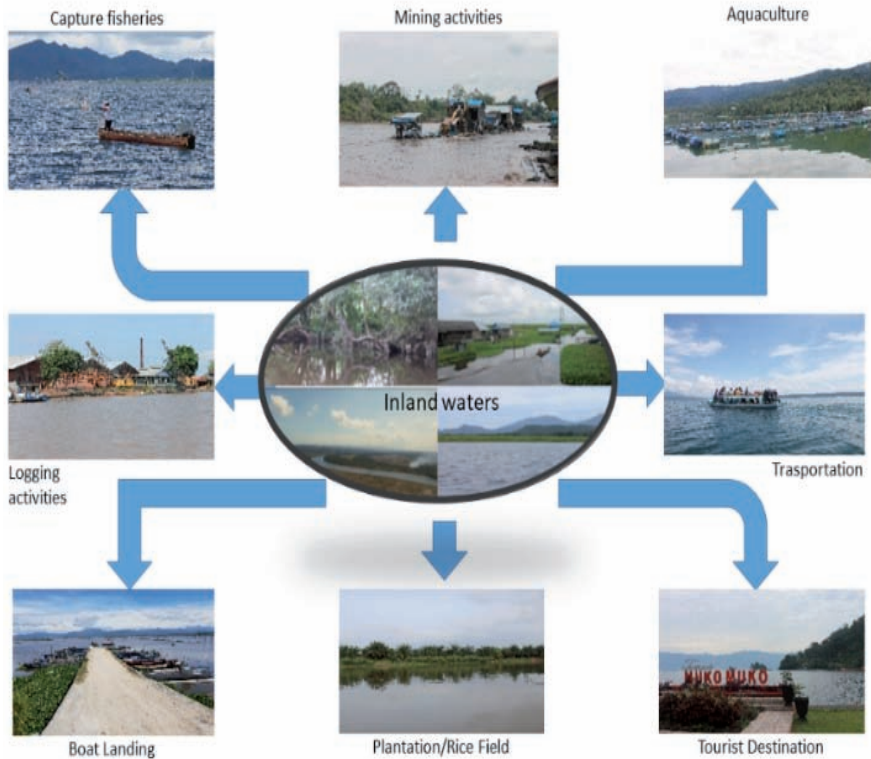 Capture fisheries
Mining activities
Aquaculture
Inland waters
Logging
activities
Trasportation
MUKO MUKO
Boat Landing
Plantation/Rice Field
Tourist Destination